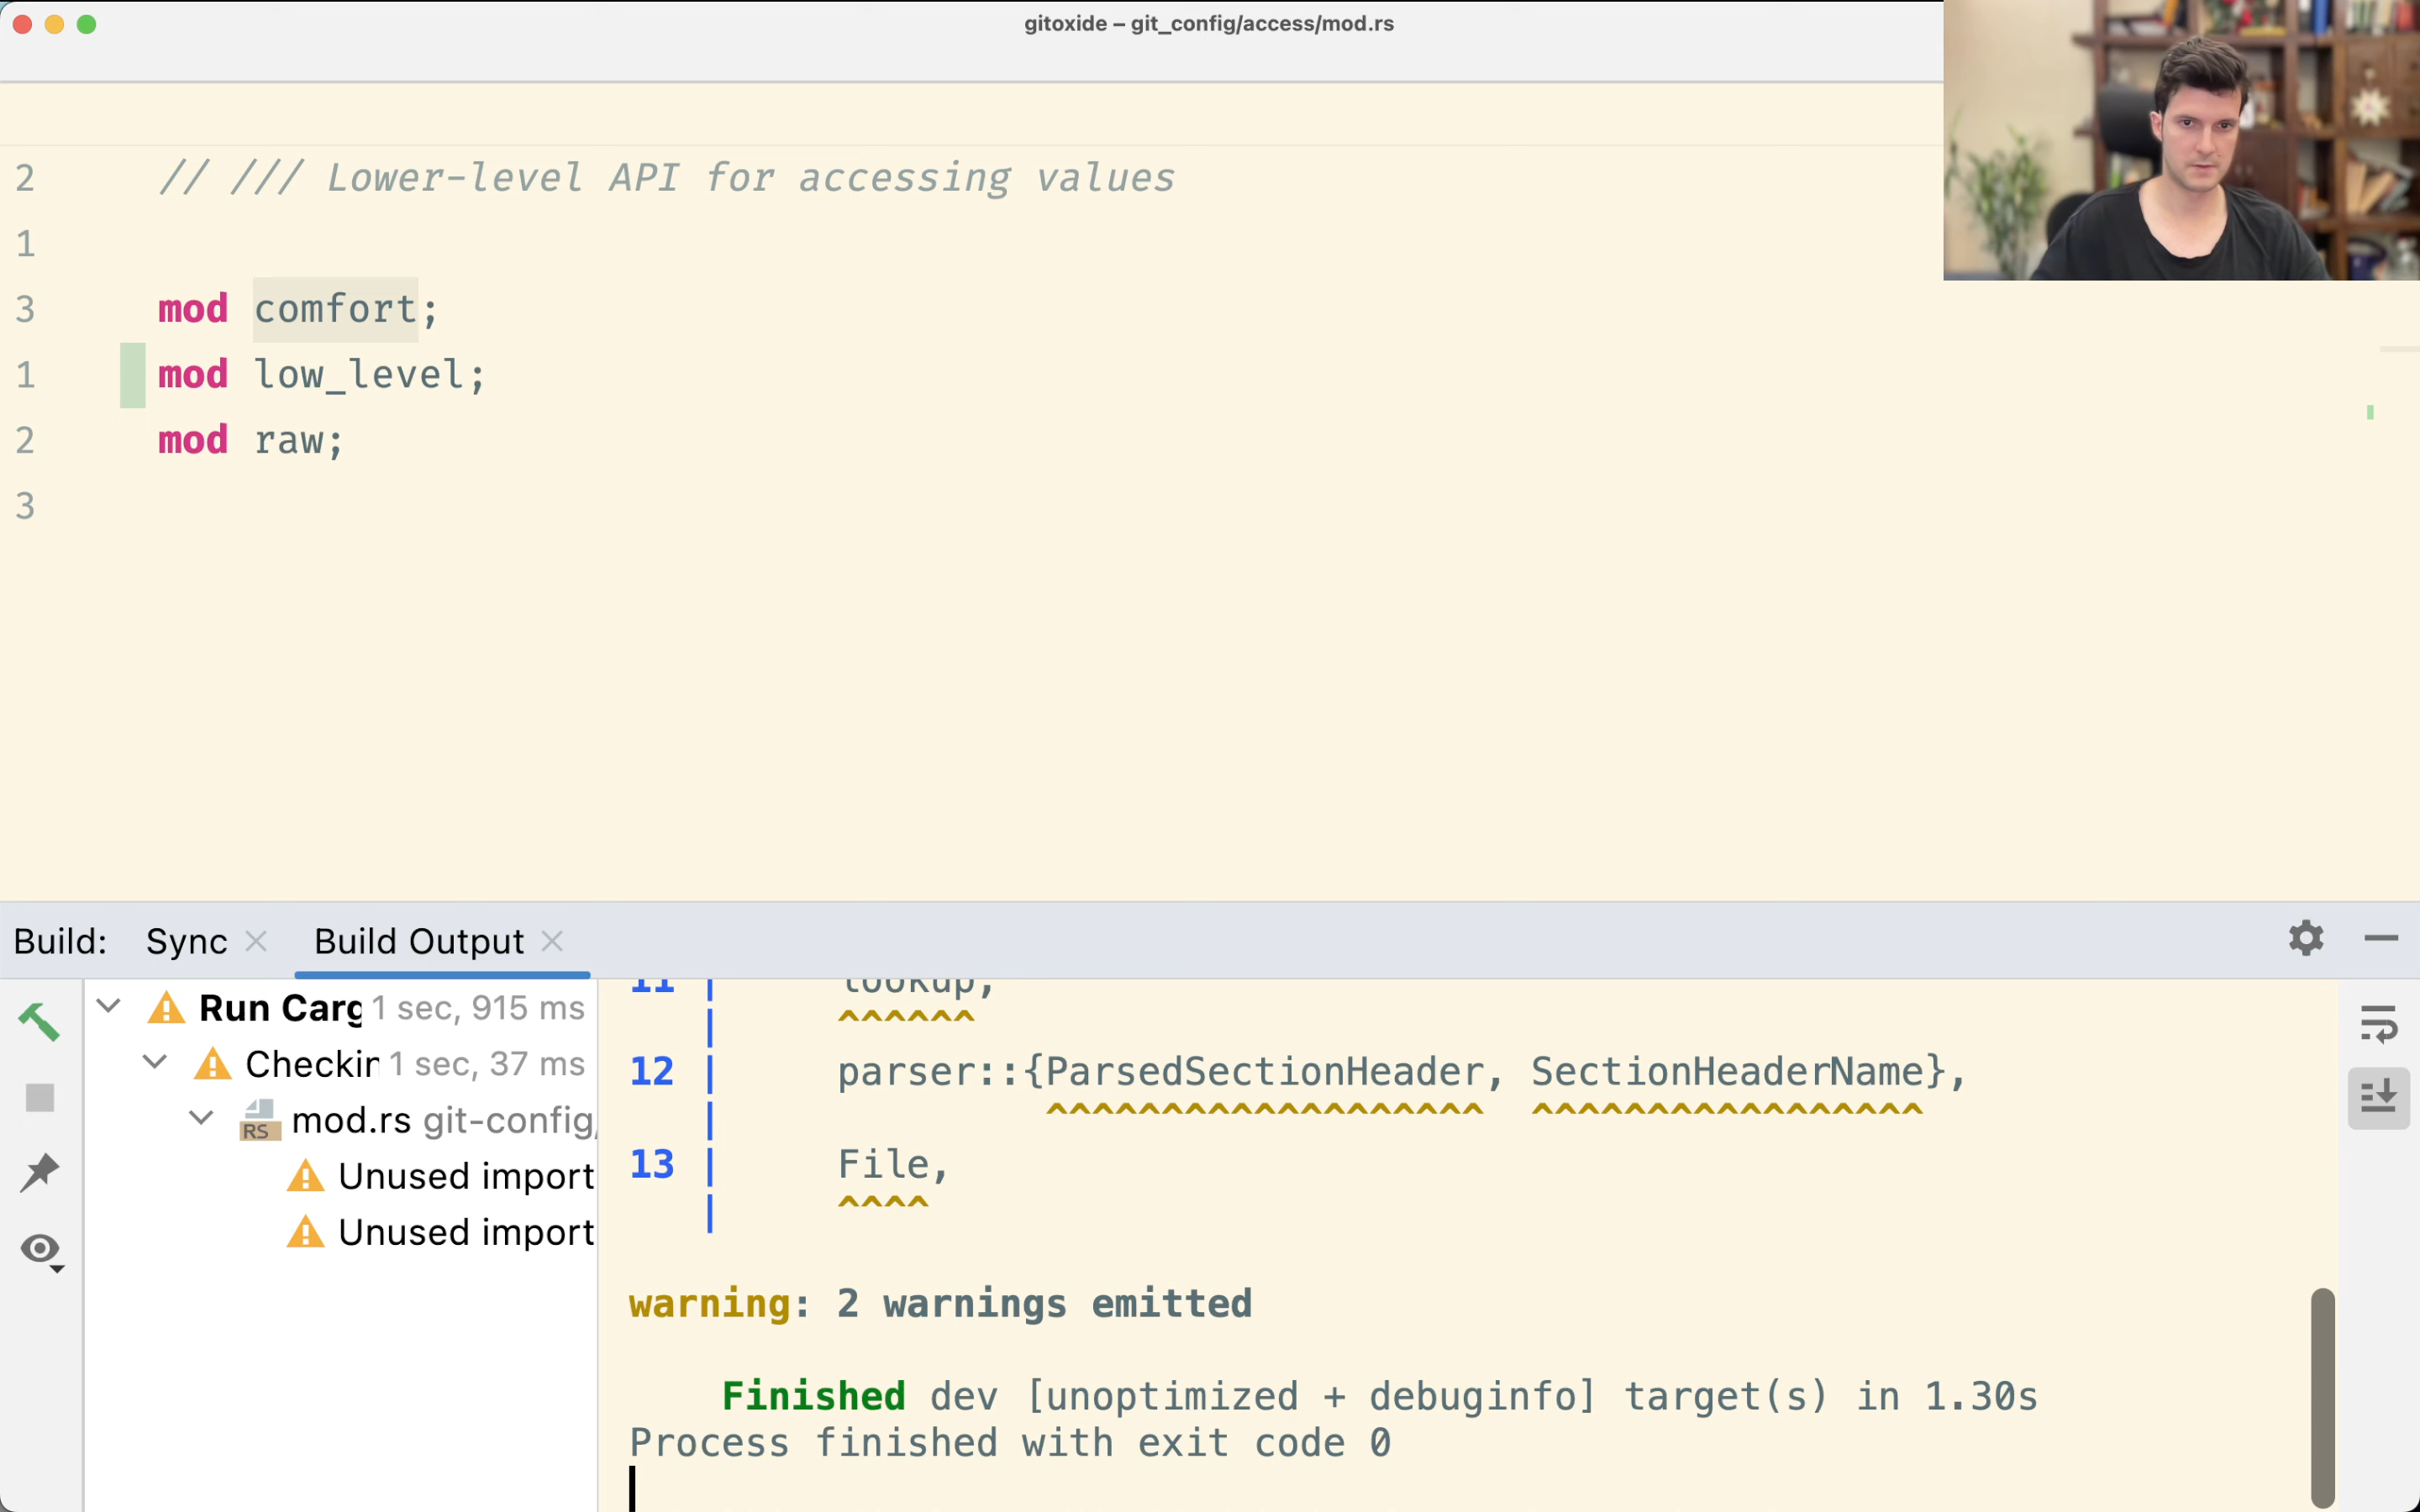 gitoxide – git_config/access/mod.rs
2 // /// Lower-level API for accessing values
1
3 mod comfort;
1 mod low_level;
2 mod raw;
3
Build: Sync Build Output
Run Carg 1 sec, 915 ms
Checkin 1 sec, 37 ms
RS mod.rs git-config/
Unused import
Unused import
11 | lookup,
| ^^^^^^
12 | parser::{ParsedSectionHeader, SectionHeaderName},
| ^^^^^^^^^^^^^^^^^^^ ^^^^^^^^^^^^^^^^^
13 | File,
| ^^^^
warning: 2 warnings emitted
Finished dev [unoptimized + debuginfo] target(s) in 1.30s
Process finished with exit code 0